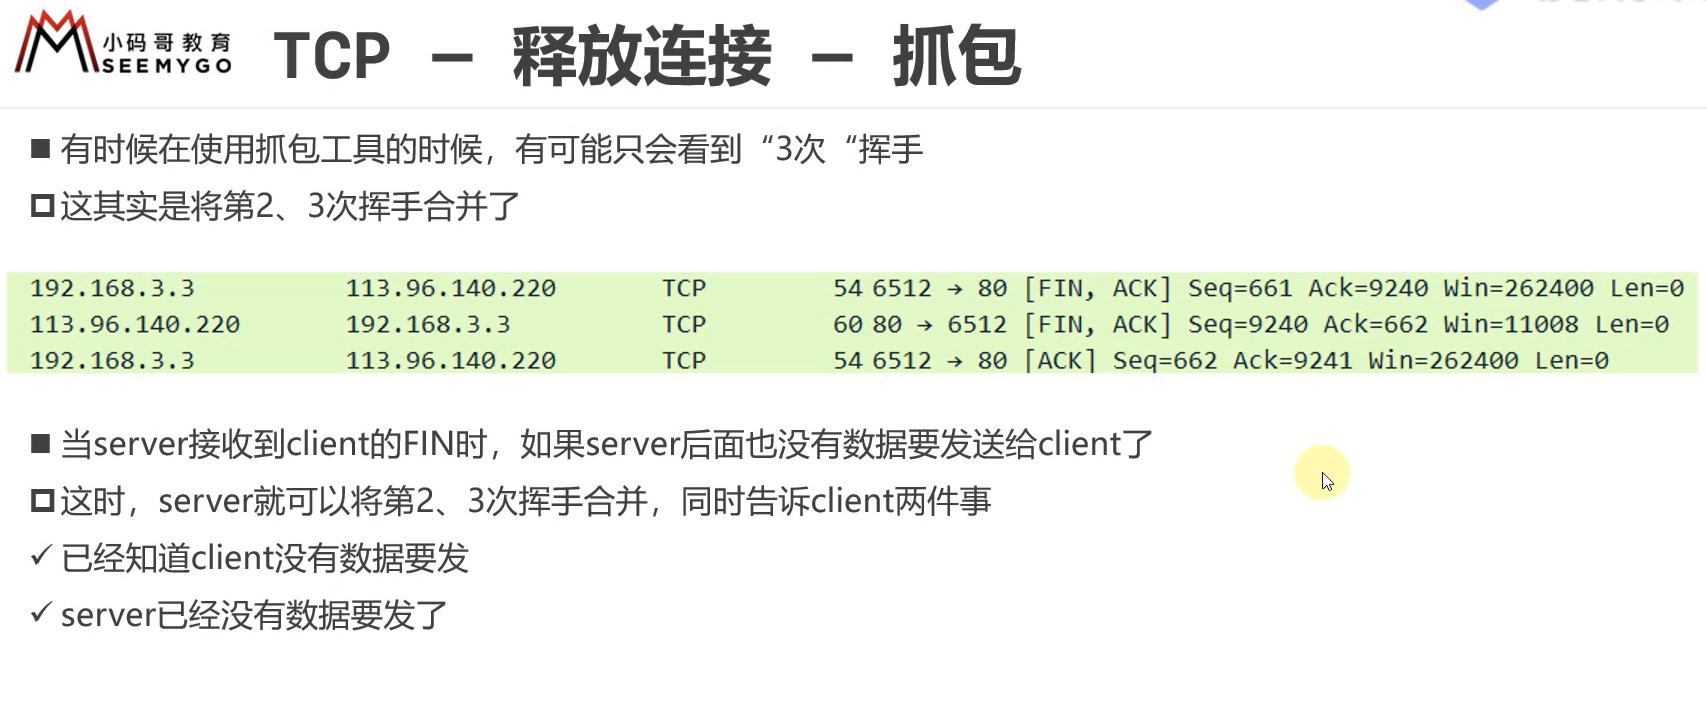 小码哥教育
SEEMYGO
TCP – 释放连接 – 抓包
■ 有时候在使用抓包工具的时候，有可能只会看到“3次“挥手
这其实是将第2、3次挥手合并了
192.168.3.3 113.96.140.220 TCP 54 6512 → 80 [FIN, ACK] Seq=661 Ack=9240 Win=262400 Len=0
113.96.140.220 192.168.3.3 TCP 60 80 → 6512 [FIN, ACK] Seq=9240 Ack=662 Win=11008 Len=0
192.168.3.3 113.96.140.220 TCP 54 6512 → 80 [ACK] Seq=662 Ack=9241 Win=262400 Len=0
■ 当server接收到client的FIN时，如果server后面也没有数据要发送给client了
这时，server就可以将第2、3次挥手合并，同时告诉client两件事
✓ 已经知道client没有数据要发
✓ server已经没有数据要发了